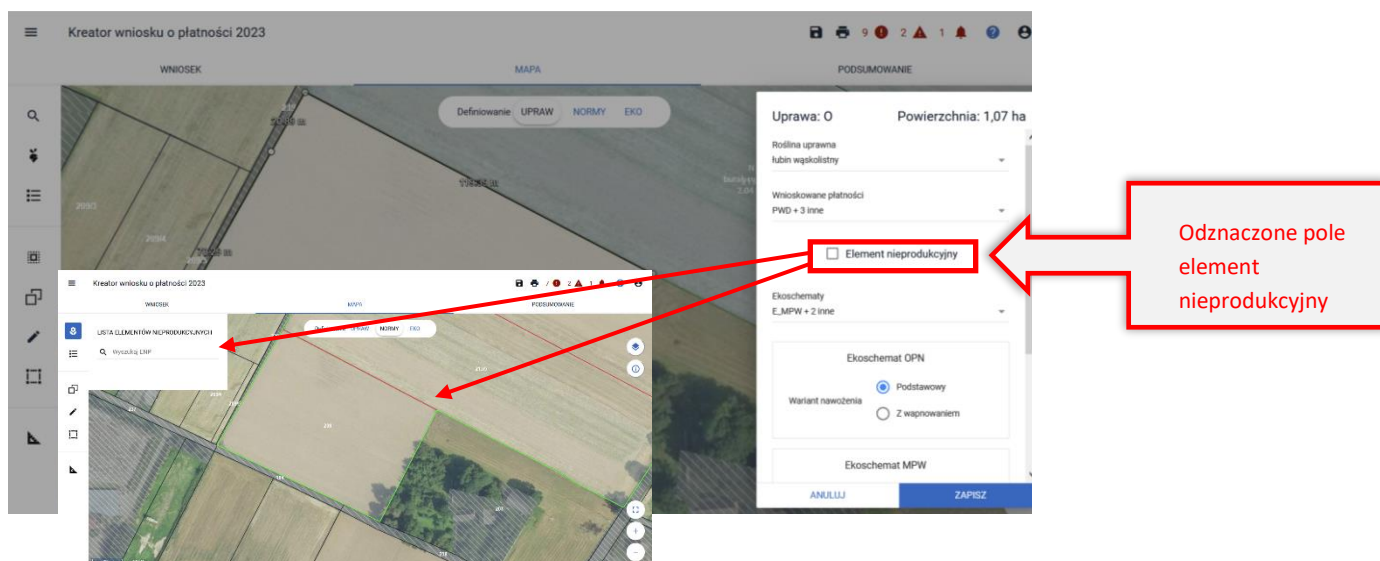 Kreator wniosku o płatności 2023
9 2 1
WNIOSEK MAPA PODSUMOWANIE
Definiowanie UPRAW NORMY EKO
Uprawa: O Powierzchnia: 1,07 ha
Roślina uprawna
łubin wąskolistny
Wnioskowane płatności
PWD + 3 inne
Element nieprodukcyjny
Ekoschematy
E_MPW + 2 inne
Ekoschemat OPN
Wariant nawożenia
Podstawowy
Z wapnowaniem
Ekoschemat MPW
ANULUJ ZAPISZ
Odznaczone pole
element
nieprodukcyjny
Kreator wniosku o płatności 2023
WNIOSEK MAPA PODSUMOWANIE
UPRAW NORMY EKO
LISTA ELEMENTÓW NIEPRODUKCYJNYCH
Wyszukaj ENP